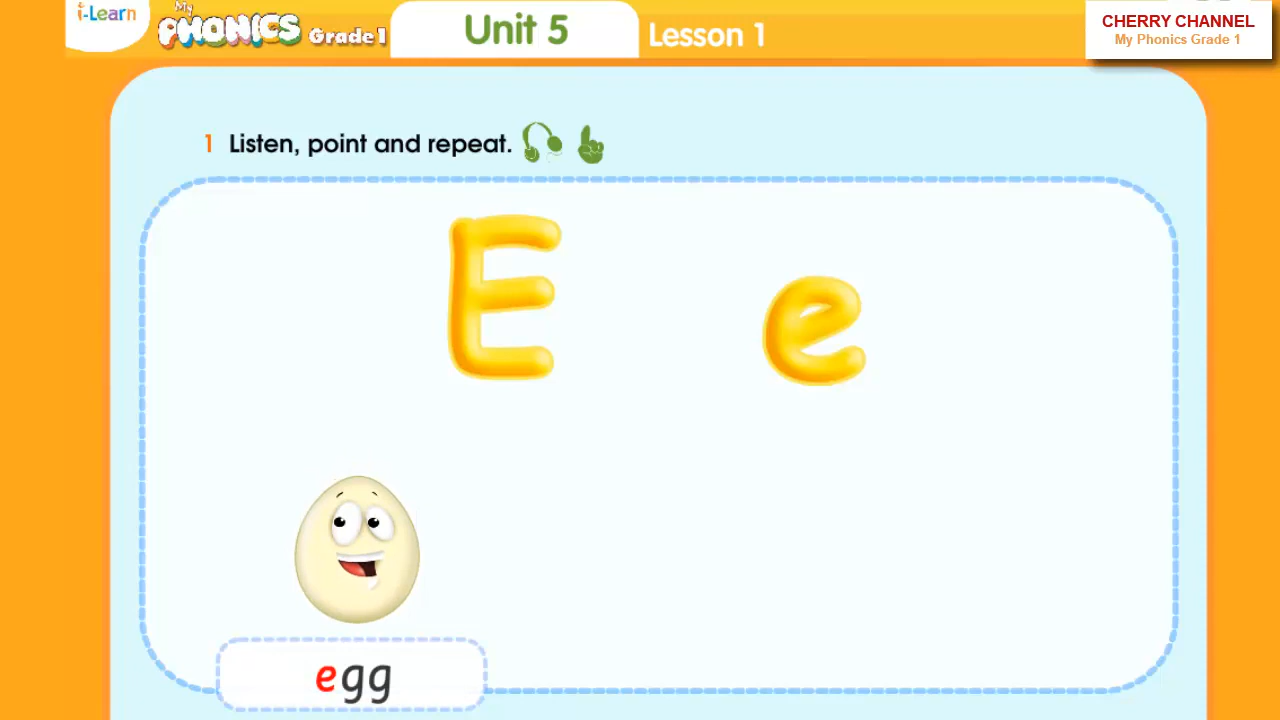 i-Learn
My
PHONICS Grade 1
Unit 5
Lesson 1
CHERRY CHANNEL
My Phonics Grade 1
1 Listen, point and repeat.
E e
egg